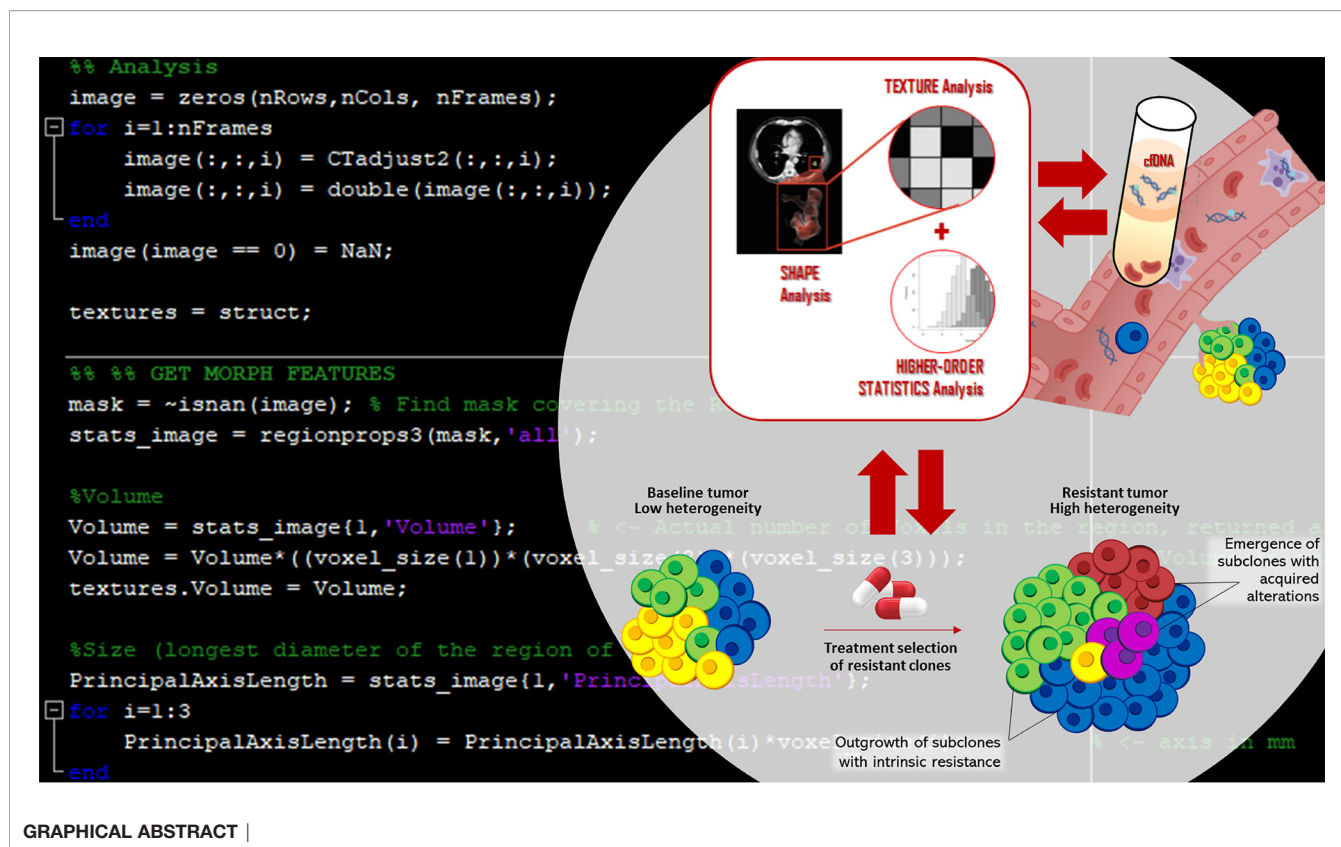 %% Analysis
image = zeros(nRows,nCols, nFrames);
for i=1:nFrames
image(:,:,i) = CTadjust2(:,:,i);
image(:,:,i) = double(image(:,:,i));
end
image(image == 0) = NaN;
textures = struct;
%% %% GET MORPH FEATURES
mask = ~isnan(image); % Find mask covering the
stats_image = regionprops3(mask,'all');
%Volume
Volume = stats_image{1,'Volume'}; % <- Actual number of voxels in the region, returned
Volume = Volume*((voxel_size(1))*(voxel_size(2))*(voxel_size(3)));
textures.Volume = Volume;
%Size (longest diameter of the region of
PrincipalAxisLength = stats_image{1,'PrincipalAxisLength'};
for i=1:3
PrincipalAxisLength(i) = PrincipalAxisLength(i)*voxel % <- axis in mm
end
TEXTURE Analysis
SHAPE
Analysis
+
HIGHER-ORDER
STATISTICS Analysis
cfDNA
Baseline tumor
Low heterogeneity
Treatment selection
of resistant clones
Resistant tumor
High heterogeneity
Emergence of
subclones with
acquired
alterations
Outgrowth of subclones
with intrinsic resistance
GRAPHICAL ABSTRACT |